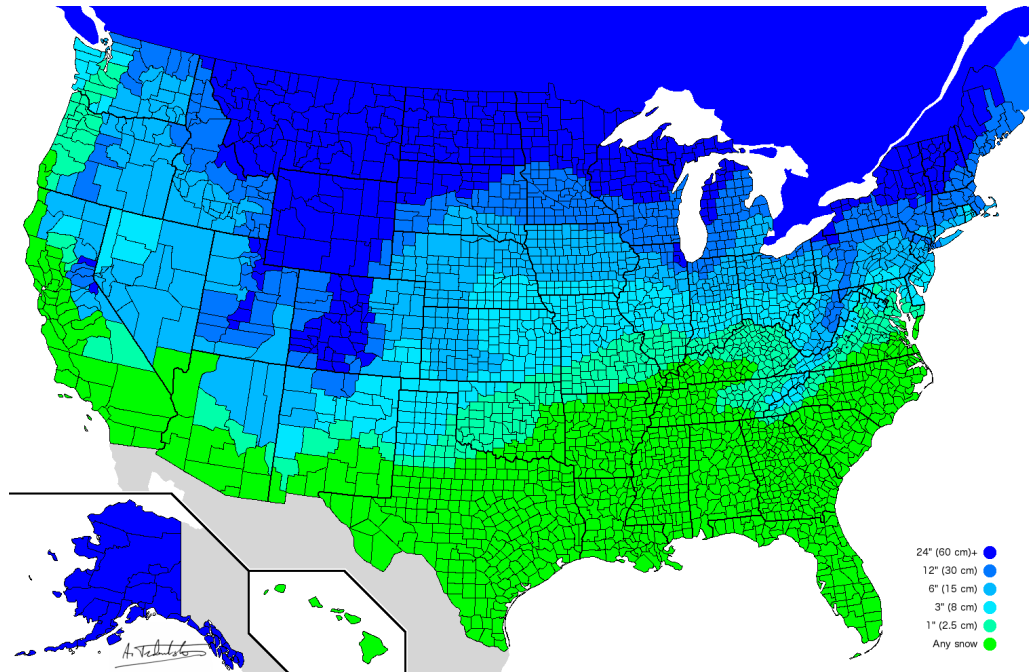 24" (60 cm)+
12" (30 cm)
6" (15 cm)
3" (8 cm)
1" (2.5 cm)
Any snow